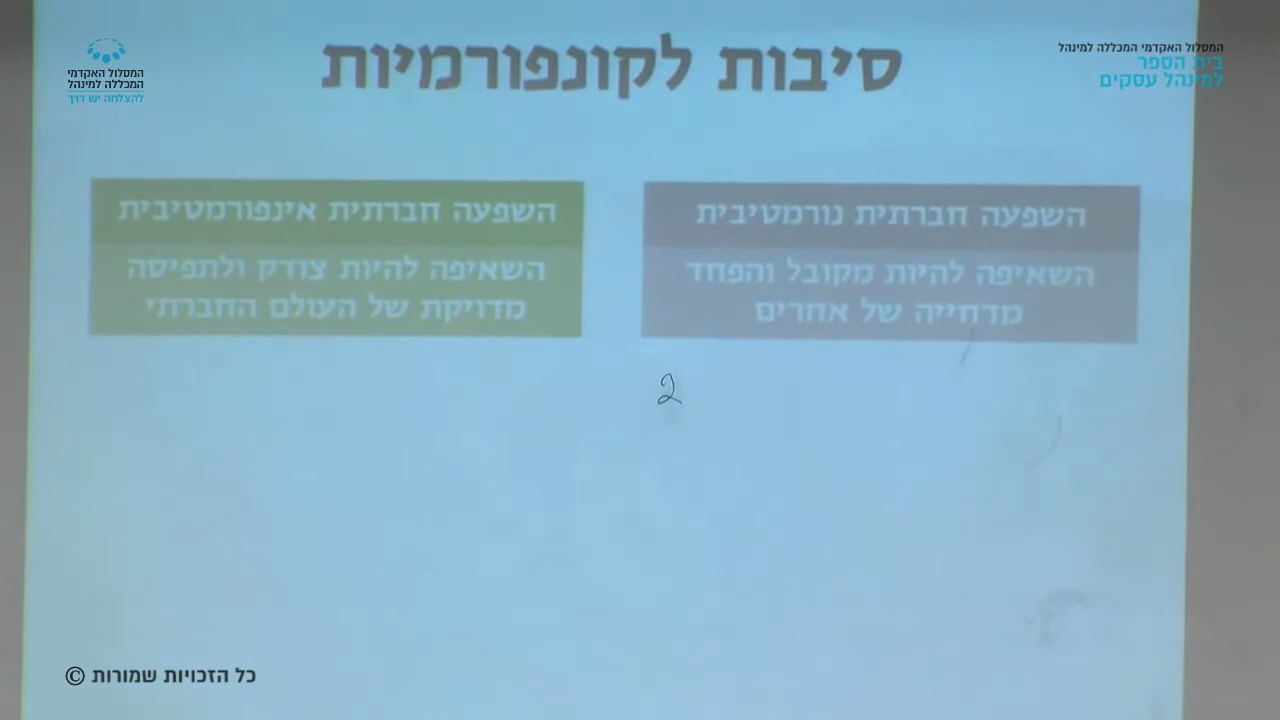 המסלול האקדמי המכללה למינהל
בית הספר
למינהל עסקים
המסלול האקדמי
המכללה למינהל
להצלחה יש דרך
סיבות לקונפורמיות
השפעה חברתית נורמטיבית
השאיפה להיות מקובל והפחד
מדחייה של אחרים
השפעה חברתית אינפורמטיבית
השאיפה להיות צודק ולתפיסה
מדויקת של העולם החברתי
2
כל הזכויות שמורות ©